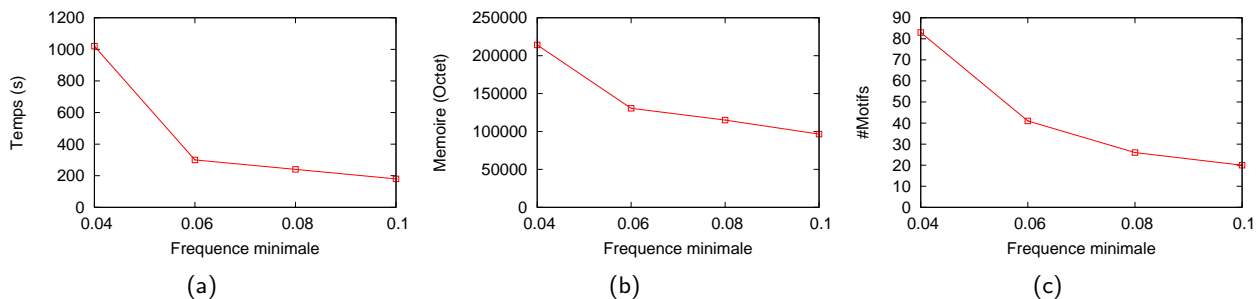 1200
1000
800
600
400
200
0
0.04 0.06 0.08 0.1
Temps (s)
Frequence minimale
(a)
250000
200000
150000
100000
50000
0
0.04 0.06 0.08 0.1
Memoire (Octet)
Frequence minimale
(b)
90
80
70
60
50
40
30
20
10
0
0.04 0.06 0.08 0.1
#Motifs
Frequence minimale
(c)